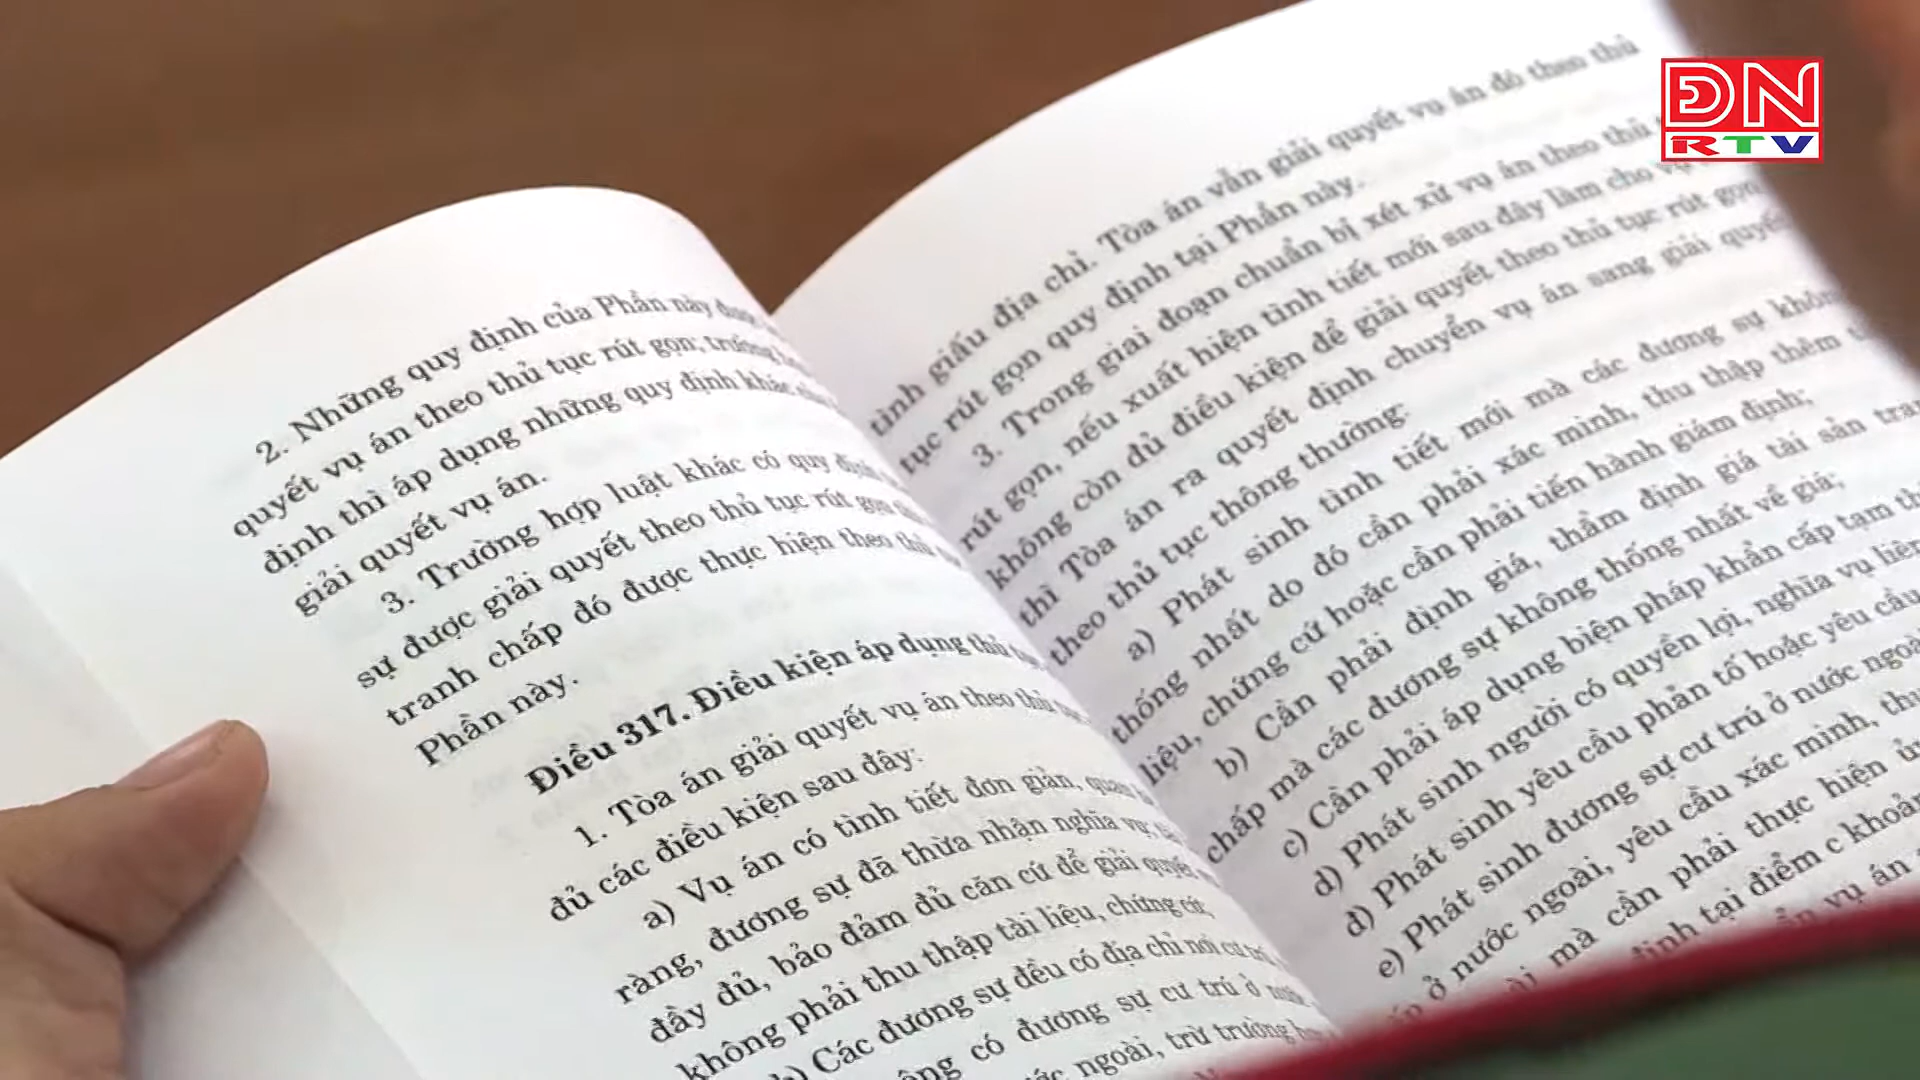 2. Những quy định của Phần này được
quyết vụ án theo thủ tục rút gọn; trường
định thì áp dụng những quy định khác
giải quyết vụ án.
3. Trường hợp luật khác có quy định
sự được giải quyết theo thủ tục rút gọn
tranh chấp đó được thực hiện theo thủ
Phần này.
Điều 317. Điều kiện áp dụng thủ
1. Tòa án giải quyết vụ án theo thủ tục
đủ các điều kiện sau đây:
a) Vụ án có tình tiết đơn giản, quan
ràng, đương sự đã thừa nhận nghĩa vụ;
đầy đủ, bảo đảm đủ căn cứ để giải quyết
không phải thu thập tài liệu, chứng cứ;
b) Các đương sự đều có địa chỉ nơi cư trú,
có đương sự cư trú ở nước
ngoài, trừ trường hợp
tình giấu địa chỉ. Tòa án vẫn giải quyết vụ án đó theo thủ
tục rút gọn quy định tại Phần này.
3. Trong giai đoạn chuẩn bị xét xử vụ án theo thủ
rút gọn, nếu xuất hiện tình tiết mới sau đây làm cho vụ
không còn đủ điều kiện để giải quyết theo thủ tục rút gọn
thì Tòa án ra quyết định chuyển vụ án sang giải quyết
theo thủ tục thông thường:
a) Phát sinh tình tiết mới mà các đương sự không
thống nhất do đó cần phải xác minh, thu thập thêm
liệu, chứng cứ hoặc cần phải tiến hành giám định;
b) Cần phải định giá, thẩm định giá tài sản tranh
chấp mà các đương sự không thống nhất về giá;
c) Cần phải áp dụng biện pháp khẩn cấp tạm thời
d) Phát sinh người có quyền lợi, nghĩa vụ liên
đ) Phát sinh yêu cầu phản tố hoặc yêu cầu
e) Phát sinh đương sự cư trú ở nước ngoài
ở nước ngoài, yêu cầu xác minh, thu
mà cần phải thực hiện ủy
định tại điểm c khoản
vụ án
ĐN
RTV